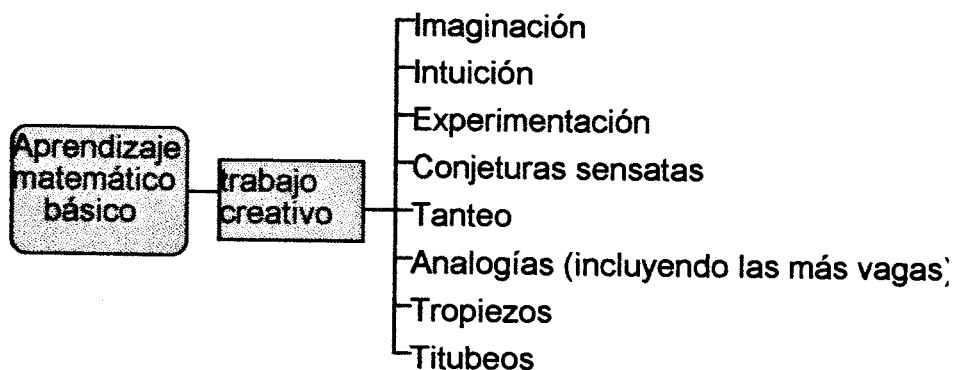 Aprendizaje
matemático
básico
trabajo
creativo
Imaginación
Intuición
Experimentación
Conjeturas sensatas
Tanteo
Analogías (incluyendo las más vagas)
Tropiezos
Titubeos